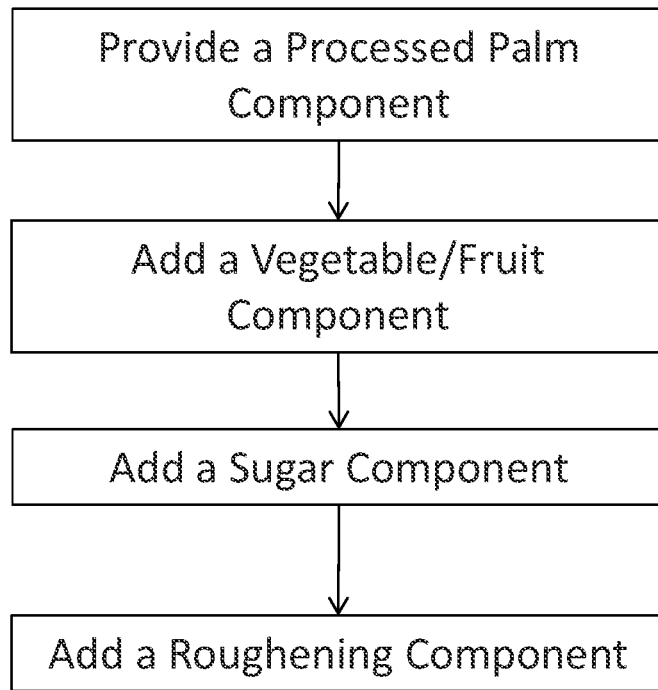 Provide a Processed Palm
Component
Add a Vegetable/Fruit
Component
Add a Sugar Component
Add a Roughening Component